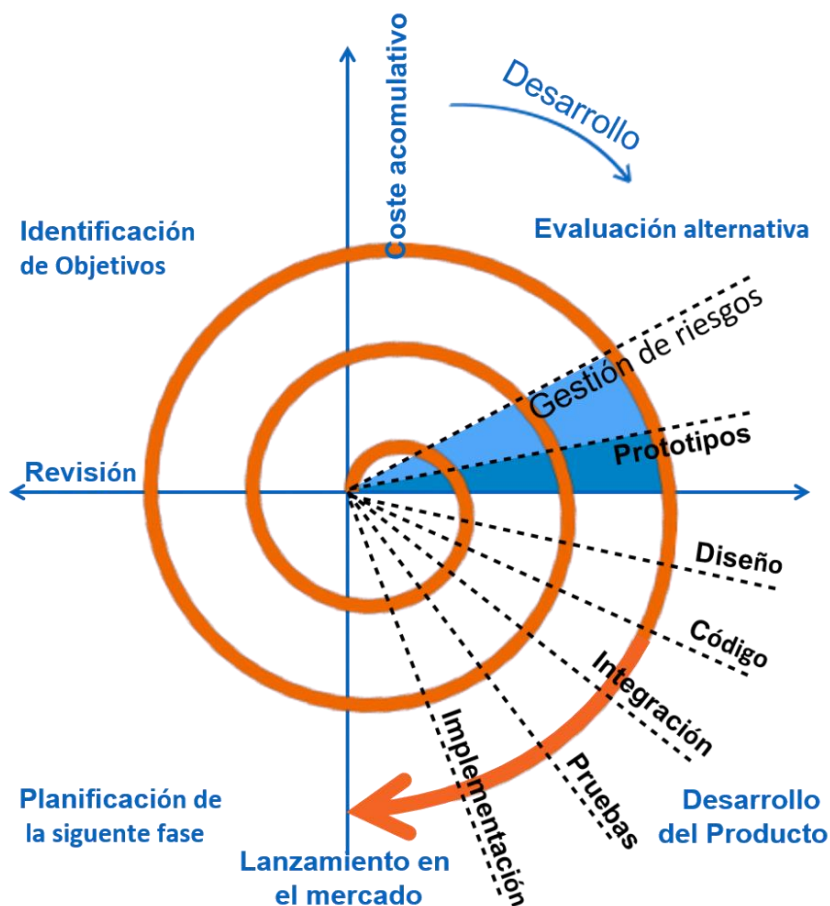 Coste acomulativo
Desarrollo
Identificación
de Objetivos
Evaluación alternativa
Gestión de riesgos
Prototipos
Revisión
Diseño
Código
Integración
Pruebas
Implementación
Planificación de
la siguente fase
Desarrollo
del Producto
Lanzamiento en
el mercado